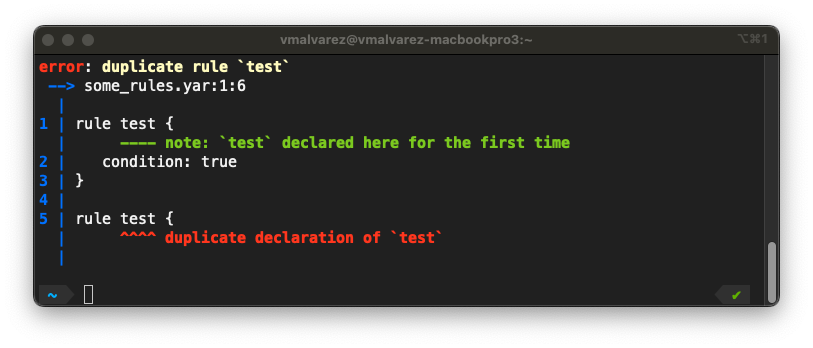 vmalvarez@vmalvarez-macbookpro3:~
⌥⌘1
error: duplicate rule `test`
 --> some_rules.yar:1:6
  |
1 | rule test {
  |      ---- note: `test` declared here for the first time
2 |    condition: true
3 | }
4 |
5 | rule test {
  |      ^^^^ duplicate declaration of `test`
  |
~ ✔